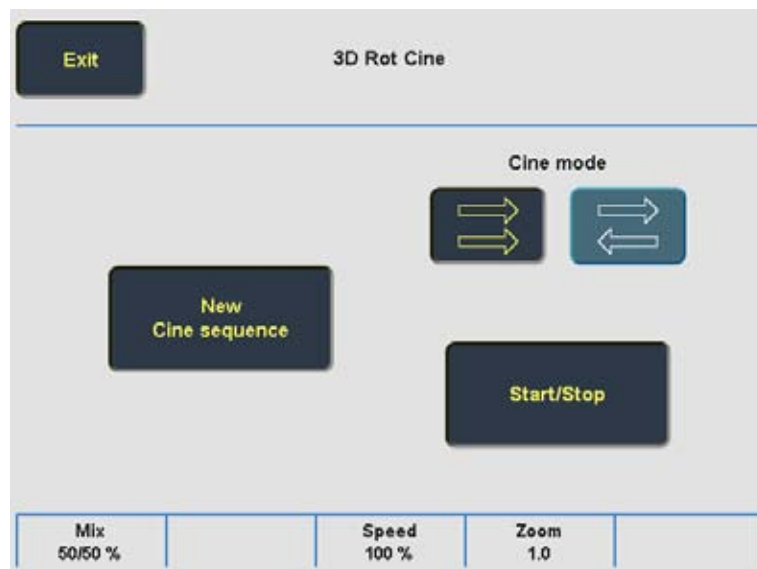 Exit
3D Rot Cine
Cine mode
New
Cine sequence
Start/Stop
Mix
50/50 %
Speed
100 %
Zoom
1.0